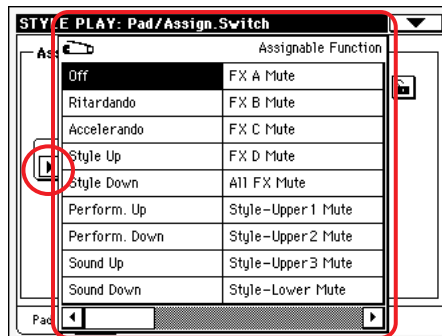 STYLE PLAY: Pad/Assign.Switch
Ass
Assignable Function
Off
FX A Mute
Ritardando
FX B Mute
Accelerando
FX C Mute
Style Up
FX D Mute
Style Down
All FX Mute
Perform. Up
Style-Upper1 Mute
Perform. Down
Style-Upper2 Mute
Sound Up
Style-Upper3 Mute
Sound Down
Style-Lower Mute
Pad